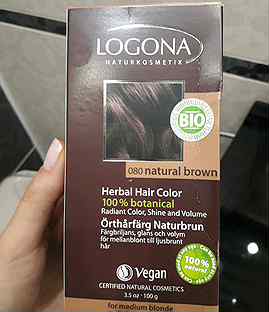 LOGONA
NATURKOSMETIX
BIO
080 natural brown
Herbal Hair Color
100% botanical
Radiant Color, Shine and Volume
Örthårfärg Naturbrun
Färgbriljans, glans och volym
för mellanblont till ljusbrunt
hår
100%
natural
Vegan
CERTIFIED NATURAL COSMETICS
3.5 oz · 100 g
for medium blonde